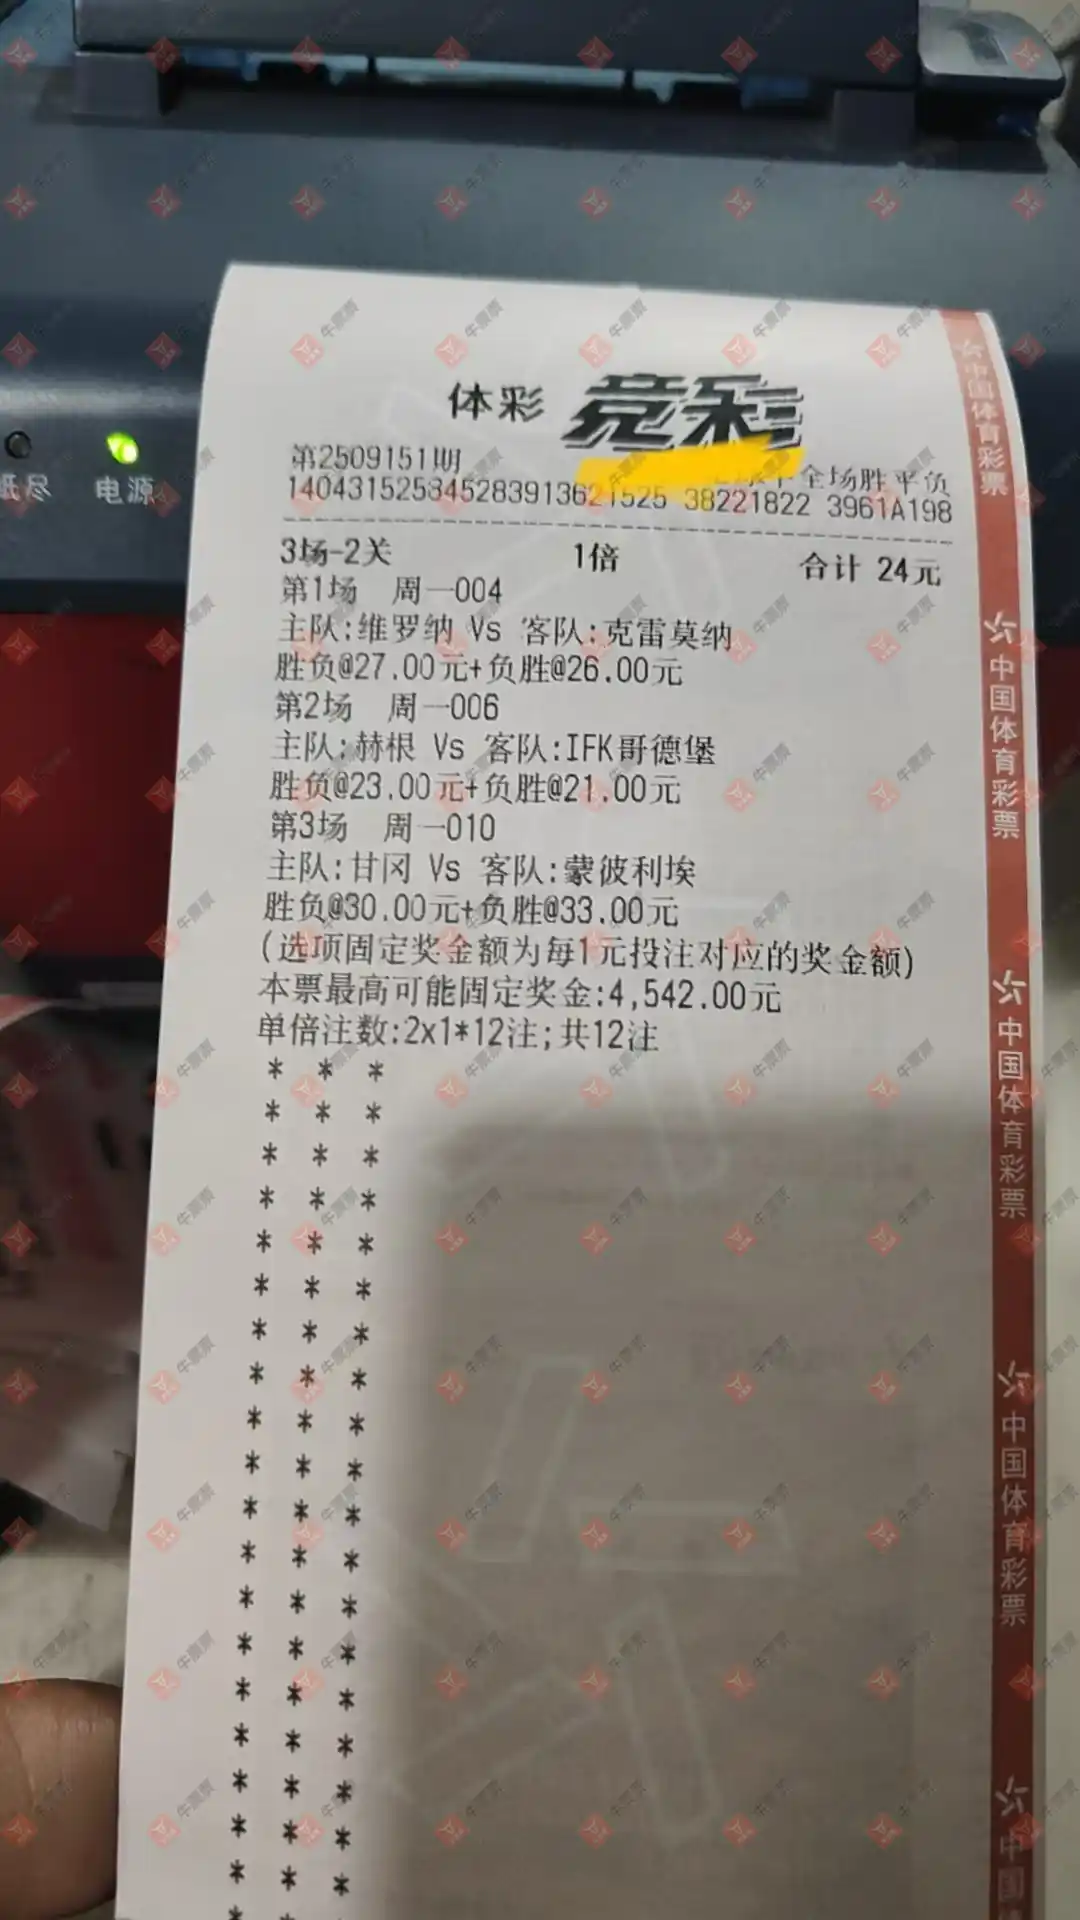 纸尽 电源
体彩 竞彩
第2509151期
全场胜平负
38221822 3961A198
3场-2关 1倍 合计 24元
第1场 周一004
主队:维罗纳 Vs 客队:克雷莫纳
胜负@27.00元+负胜@26.00元
第2场 周一006
主队:赫根 Vs 客队:IFK哥德堡
胜负@23.00元+负胜@21.00元
第3场 周一010
主队:甘冈 Vs 客队:蒙彼利埃
胜负@30.00元+负胜@33.00元
(选项固定奖金额为每1元投注对应的奖金额)
本票最高可能固定奖金:4,542.00元
单倍注数:2x1*12注;共12注
中国体育彩票
中国体育彩票
中国体育彩票
中国体育彩票
中国
牛票票